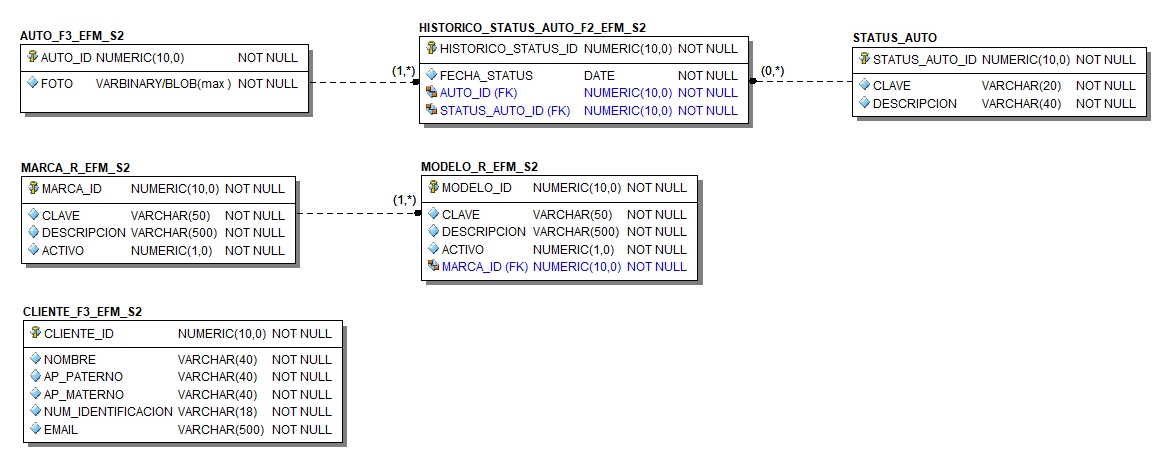 AUTO_F3_EFM_S2
AUTO_ID NUMERIC(10,0) NOT NULL
FOTO VARBINARY/BLOB(max ) NOT NULL
(1,*)
HISTORICO_STATUS_AUTO_F2_EFM_S2
HISTORICO_STATUS_ID NUMERIC(10,0) NOT NULL
FECHA_STATUS DATE NOT NULL
AUTO_ID (FK) NUMERIC(10,0) NOT NULL
STATUS_AUTO_ID (FK) NUMERIC(10,0) NOT NULL
(0,*)
STATUS_AUTO
STATUS_AUTO_ID NUMERIC(10,0) NOT NULL
CLAVE VARCHAR(20) NOT NULL
DESCRIPCION VARCHAR(40) NOT NULL
MARCA_R_EFM_S2
MARCA_ID NUMERIC(10,0) NOT NULL
CLAVE VARCHAR(50) NOT NULL
DESCRIPCION VARCHAR(500) NOT NULL
ACTIVO NUMERIC(1,0) NOT NULL
(1,*)
MODELO_R_EFM_S2
MODELO_ID NUMERIC(10,0) NOT NULL
CLAVE VARCHAR(50) NOT NULL
DESCRIPCION VARCHAR(500) NOT NULL
ACTIVO NUMERIC(1,0) NOT NULL
MARCA_ID (FK) NUMERIC(10,0) NOT NULL
CLIENTE_F3_EFM_S2
CLIENTE_ID NUMERIC(10,0) NOT NULL
NOMBRE VARCHAR(40) NOT NULL
AP_PATERNO VARCHAR(40) NOT NULL
AP_MATERNO VARCHAR(40) NOT NULL
NUM_IDENTIFICACION VARCHAR(18) NOT NULL
EMAIL VARCHAR(500) NOT NULL